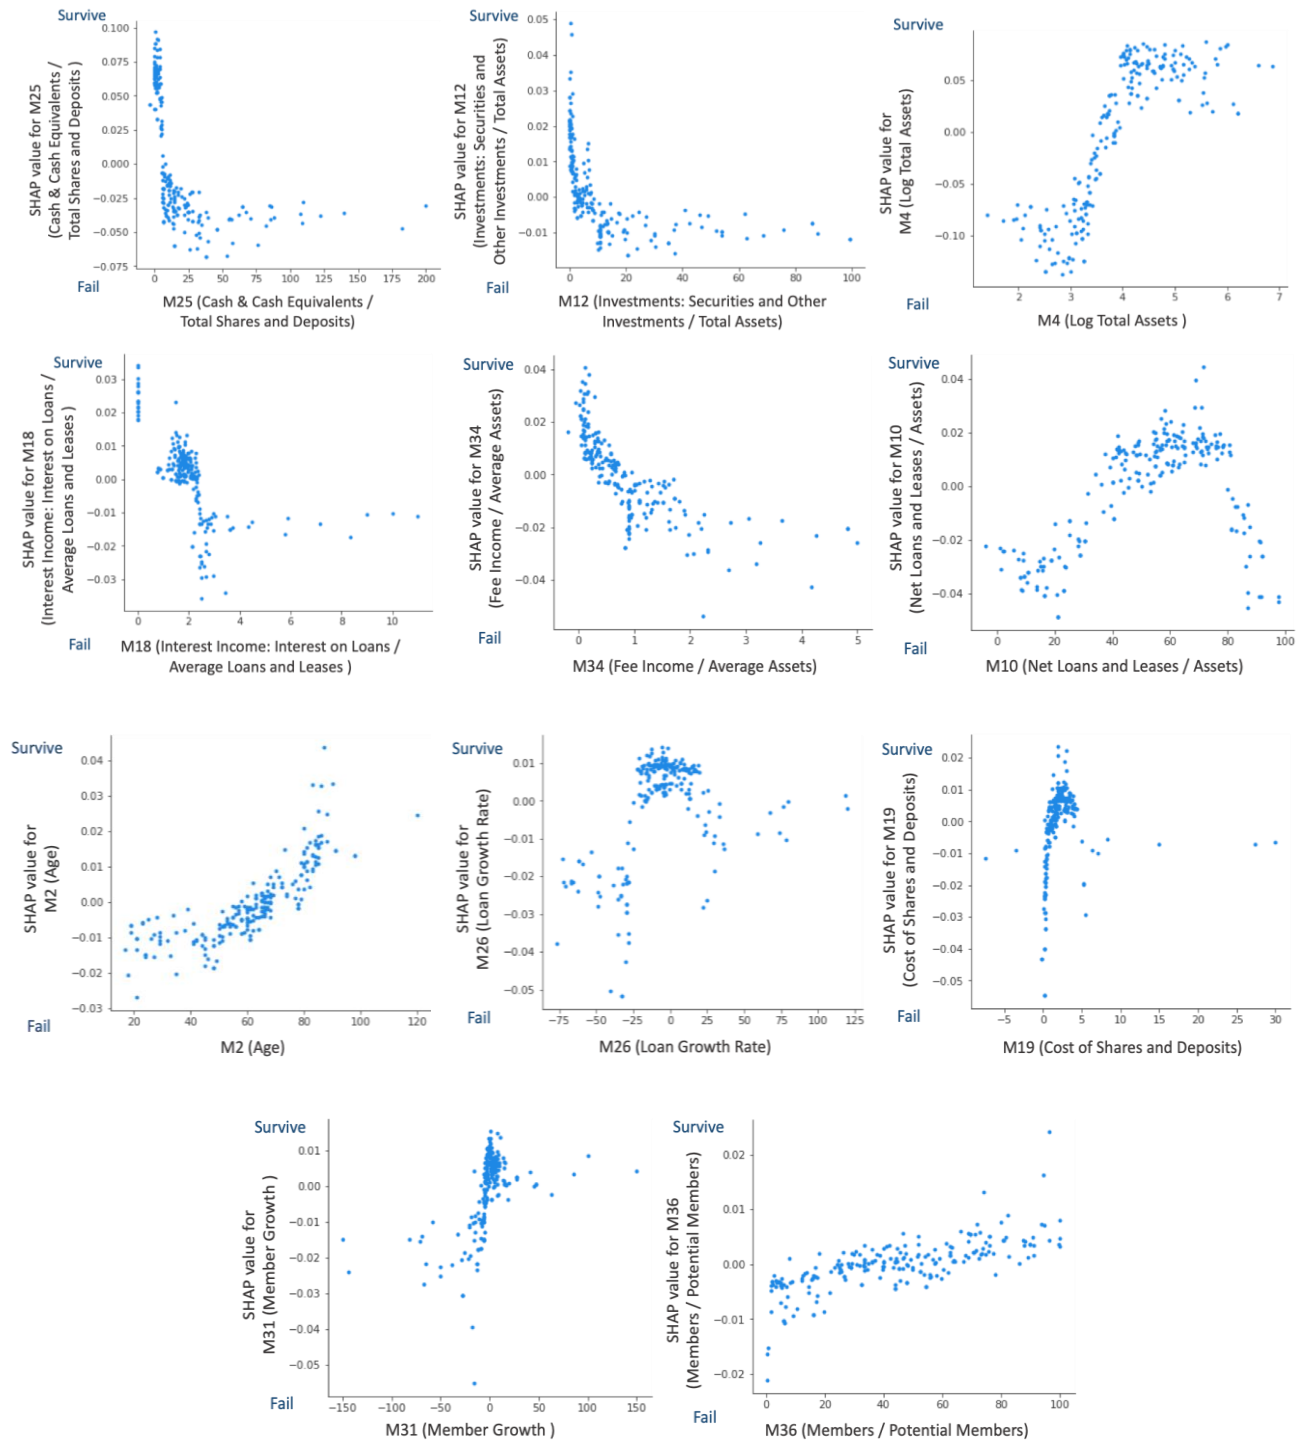 Survive
0.100
0.075
0.050
0.025
0.000
−0.025
−0.050
−0.075
SHAP value for M25
(Cash & Cash Equivalents /
Total Shares and Deposits )
Fail
0 25 50 75 100 125 150 175 200
M25 (Cash & Cash Equivalents /
Total Shares and Deposits)
Survive
0.05
0.04
0.03
0.02
0.01
0.00
−0.01
SHAP value for M12
(Investments: Securities and
Other Investments / Total Assets)
Fail
0 20 40 60 80 100
M12 (Investments: Securities and Other
Investments / Total Assets)
Survive
0.05
0.00
−0.05
−0.10
SHAP value for
M4 (Log Total Assets)
Fail
2 3 4 5 6 7
M4 (Log Total Assets )
Survive
0.03
0.02
0.01
0.00
−0.01
−0.02
−0.03
SHAP value for M18
(Interest Income: Interest on Loans /
Average Loans and Leases )
Fail
0 2 4 6 8 10
M18 (Interest Income: Interest on Loans /
Average Loans and Leases )
Survive
0.04
0.02
0.00
−0.02
−0.04
SHAP value for M34
(Fee Income / Average Assets)
Fail
0 1 2 3 4 5
M34 (Fee Income / Average Assets)
Survive
0.04
0.02
0.00
−0.02
−0.04
SHAP value for M10
(Net Loans and Leases / Assets)
Fail
0 20 40 60 80 100
M10 (Net Loans and Leases / Assets)
Survive
0.04
0.03
0.02
0.01
0.00
−0.01
−0.02
−0.03
SHAP value for
M2 (Age)
Fail
20 40 60 80 100 120
M2 (Age)
Survive
0.01
0.00
−0.01
−0.02
−0.03
−0.04
−0.05
SHAP value for
M26 (Loan Growth Rate)
Fail
−75 −50 −25 0 25 50 75 100 125
M26 (Loan Growth Rate)
Survive
0.02
0.01
0.00
−0.01
−0.02
−0.03
−0.04
−0.05
SHAP value for M19
(Cost of Shares and Deposits)
Fail
−5 0 5 10 15 20 25 30
M19 (Cost of Shares and Deposits)
Survive
0.01
0.00
−0.01
−0.02
−0.03
−0.04
−0.05
SHAP value for
M31 (Member Growth )
Fail
−150 −100 −50 0 50 100 150
M31 (Member Growth )
Survive
0.02
0.01
0.00
−0.01
−0.02
SHAP value for M36
(Members / Potential Members)
Fail
0 20 40 60 80 100
M36 (Members / Potential Members)